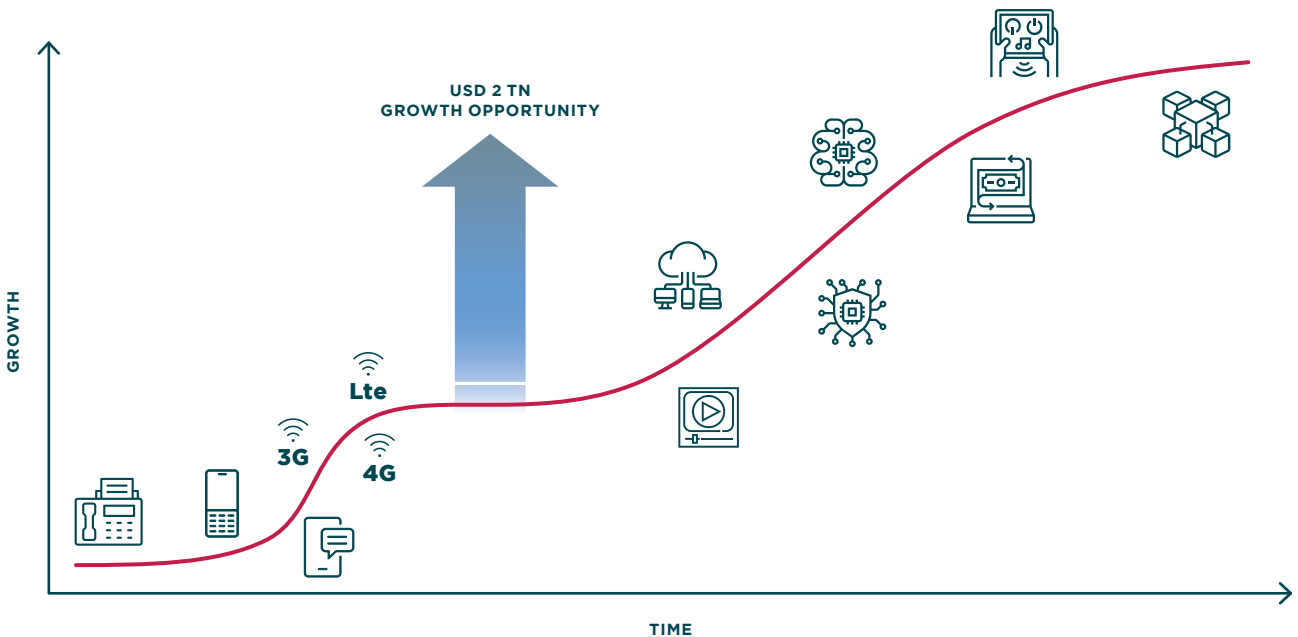 USD 2 TN
GROWTH OPPORTUNITY
GROWTH
Lte
3G
4G
TIME